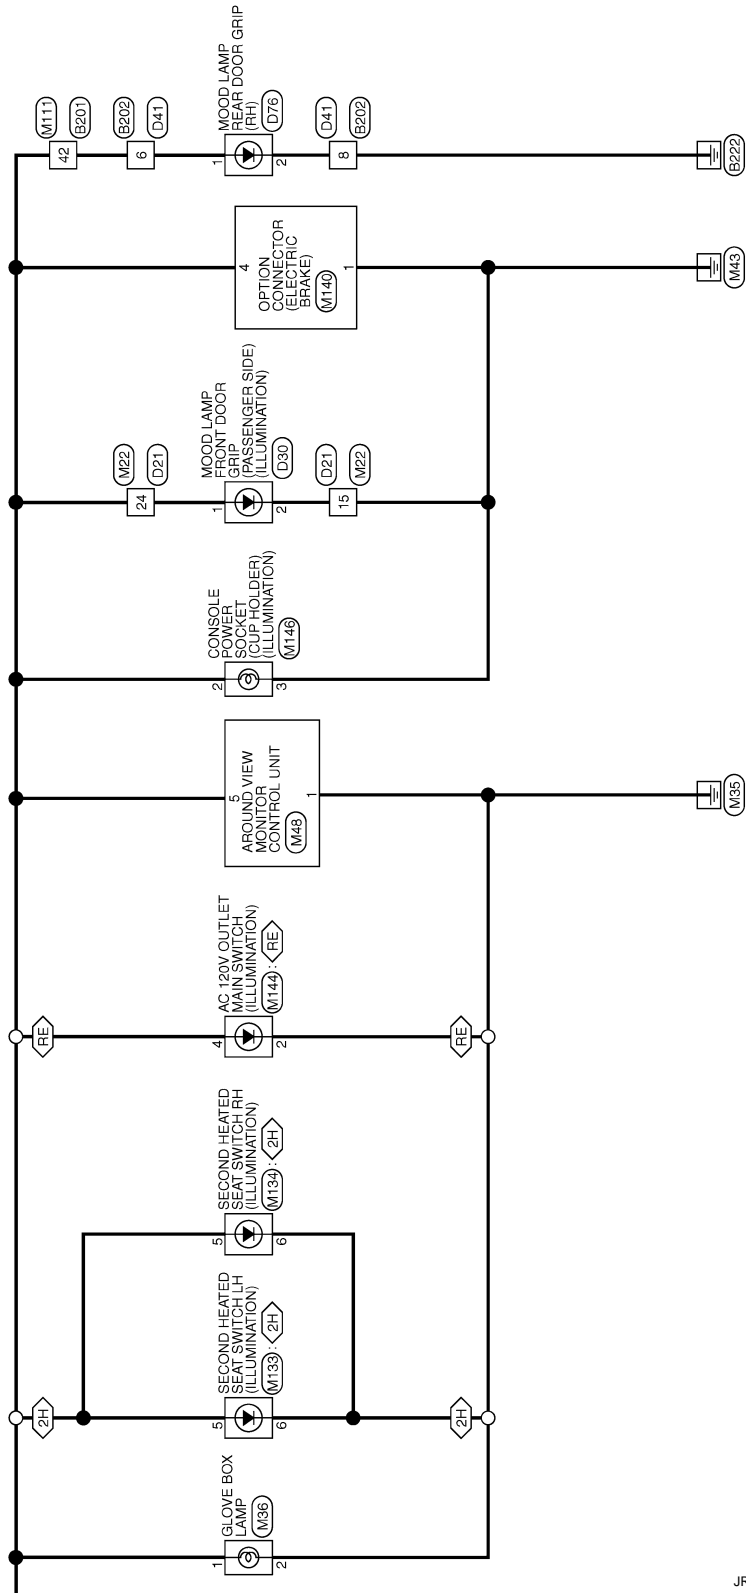 M111
B201
42
B202
D41
6
MOOD LAMP
REAR DOOR GRIP
(RH)
D76
1
2
D41
B202
8
B222
4
OPTION
CONNECTOR
(ELECTRIC
BRAKE)
M140
1
M43
M22
D21
24
MOOD LAMP
FRONT DOOR
GRIP
(PASSENGER SIDE)
(ILLUMINATION)
D30
1
2
D21
M22
15
CONSOLE
POWER
SOCKET
(CUP HOLDER)
(ILLUMINATION)
M146
2
3
5
AROUND VIEW
MONITOR
CONTROL UNIT
M48
1
M35
RE
AC 120V OUTLET
MAIN SWITCH
(ILLUMINATION)
M144 : RE
4
2
RE
SECOND HEATED
SEAT SWITCH RH
(ILLUMINATION)
M134 : 2H
5
6
2H
SECOND HEATED
SEAT SWITCH LH
(ILLUMINATION)
M133 : 2H
5
6
2H
GLOVE BOX
LAMP
M36
1
2
JR